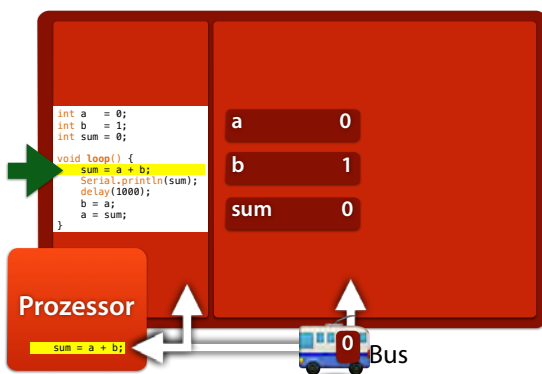 int a   = 0;
int b   = 1;
int sum = 0;
void loop() {
    sum = a + b;
    Serial.println(sum);
    delay(1000);
    b = a;
    a = sum;
}
a 0
b 1
sum 0
Prozessor
sum = a + b;
0
Bus